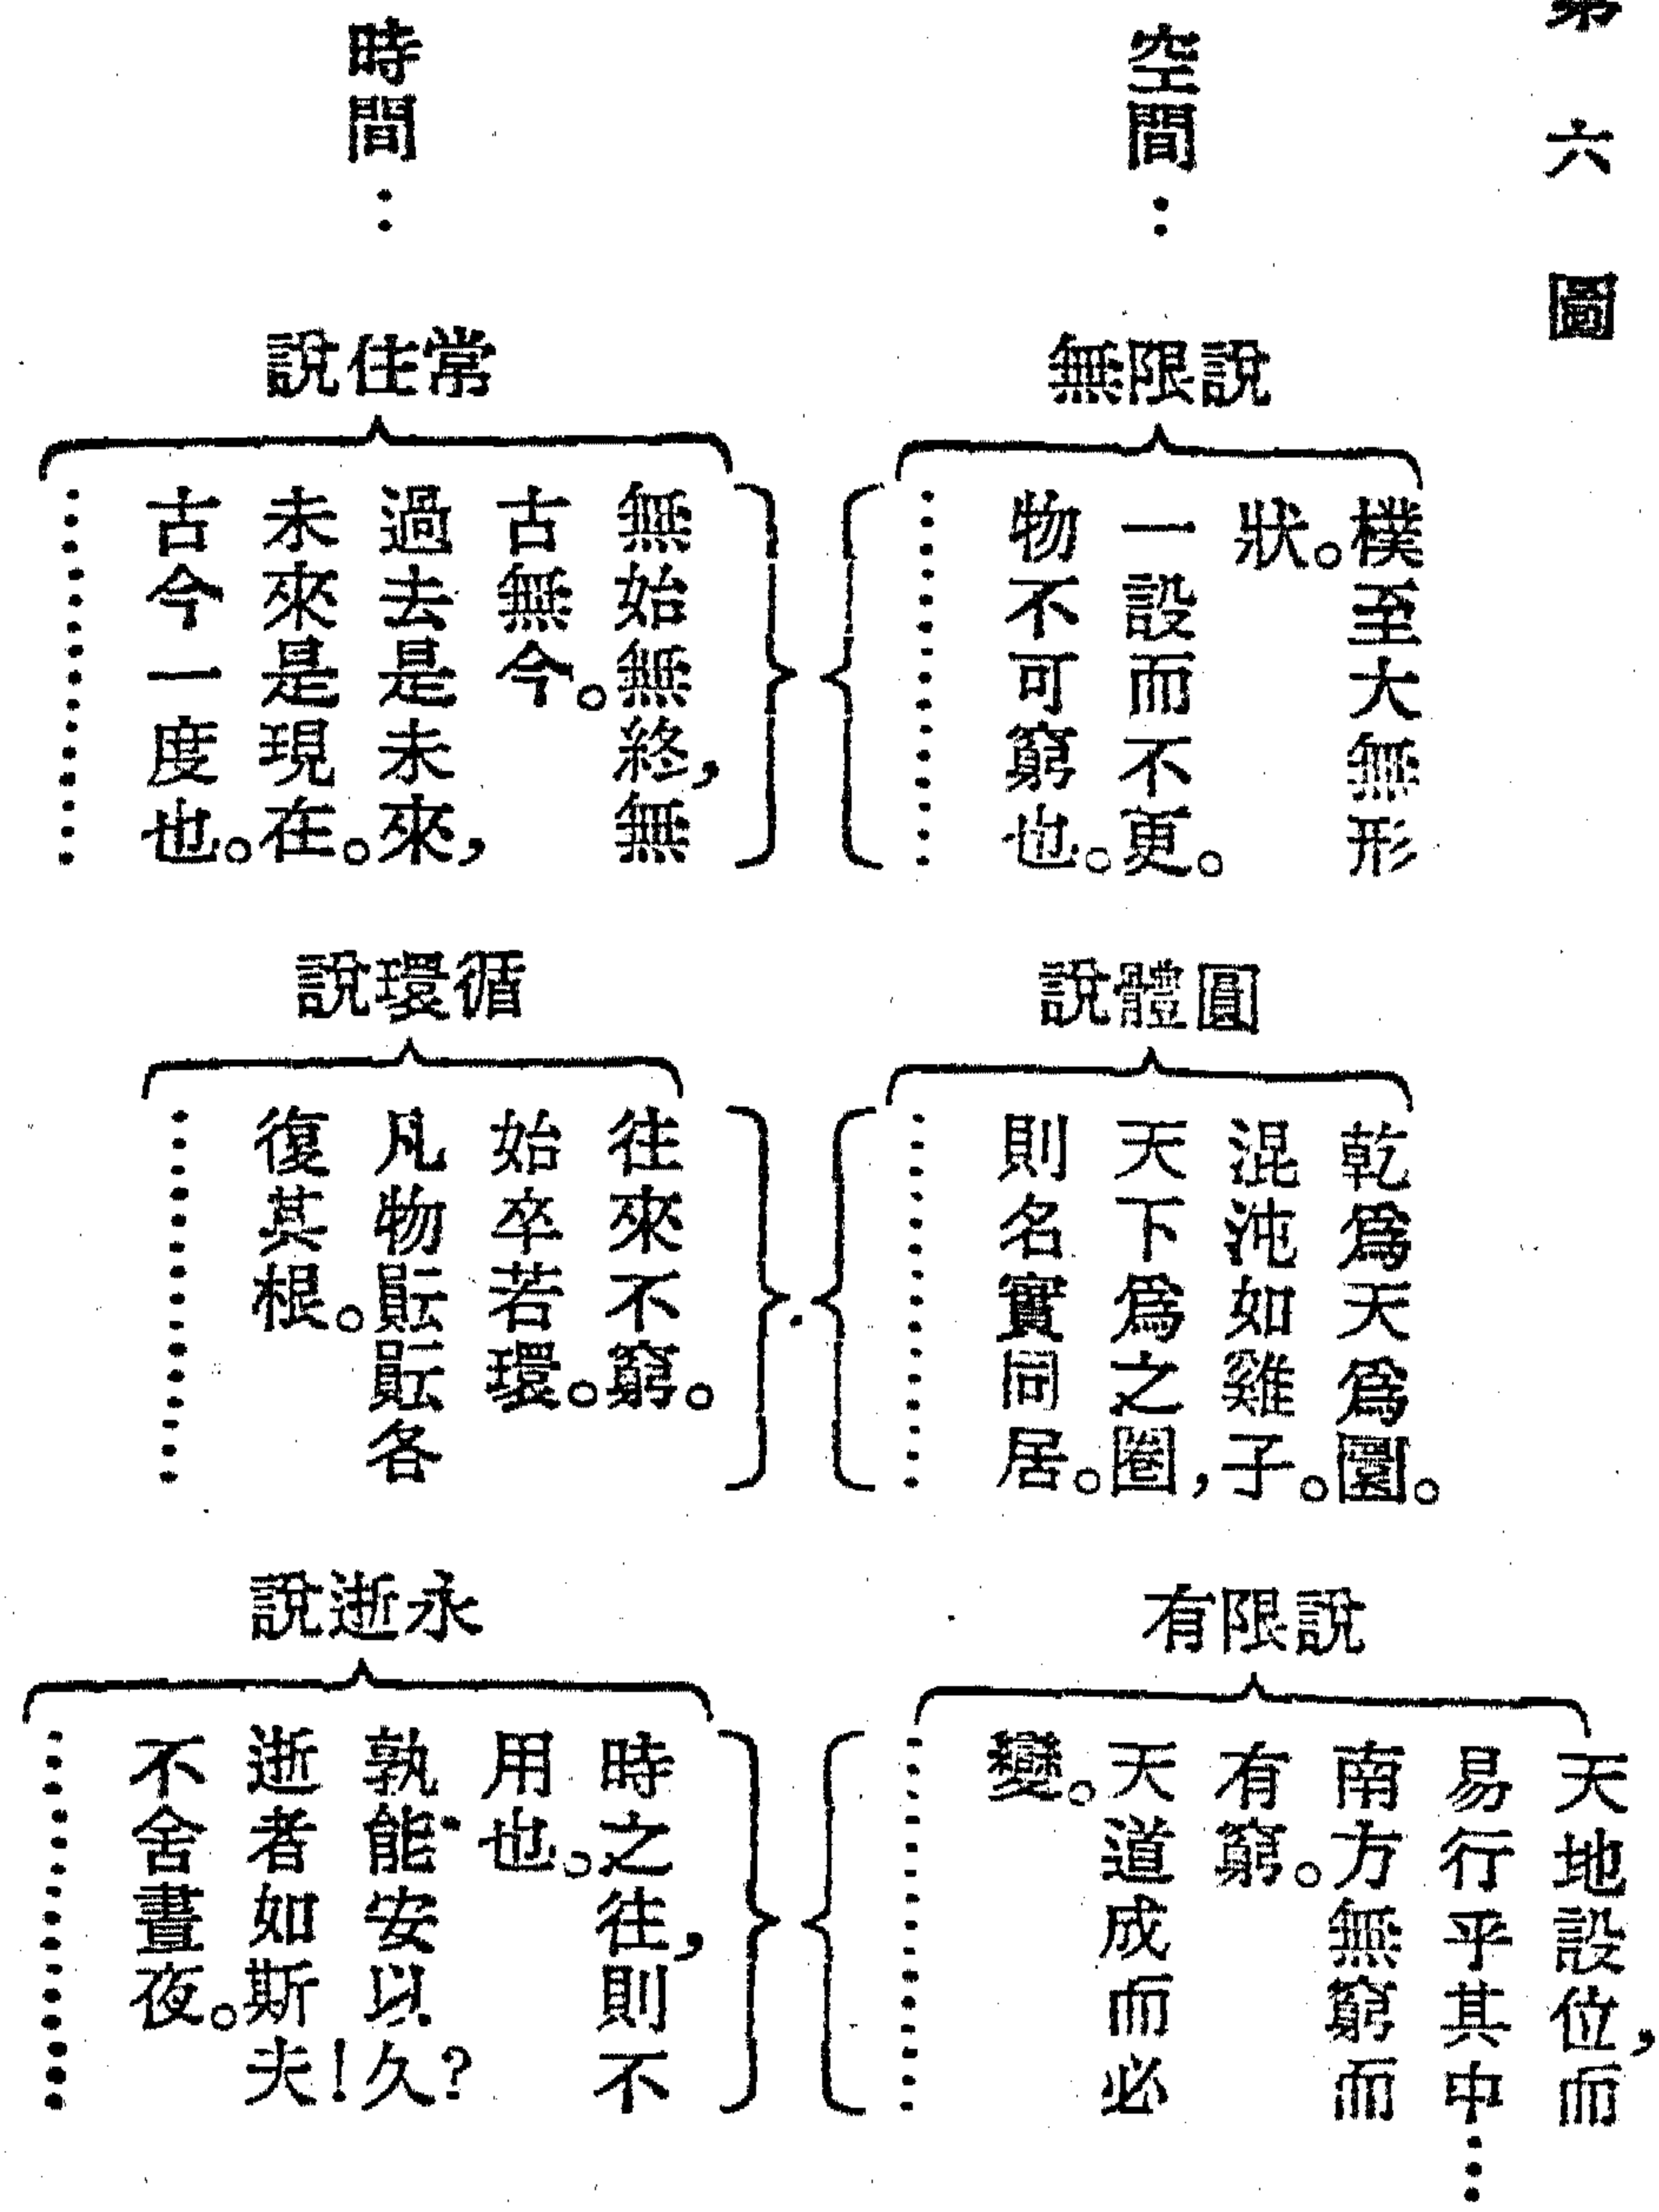 第六圖
空間：
無限說
樸至大無形
狀。
一設而不更。
物不可窮也。
…………
圓體說
乾爲天爲圜。
混沌如雞子。
天下爲之圈，
則名實同居。
…………
有限說
天地設位，而
易行乎其中…
南方無窮而
有窮。
天道成而必
變。
…………
時間：
常住說
無始無終，無
古無今。
過去是未來，
未來是現在。
古今一度也。
…………
循環說
往來不窮。
始卒若環。
凡物貶貶各
復其根。
…………
永逝說
時之往，則不
用也。
孰能安以久？
逝者如斯夫！
不舍晝夜。
…………